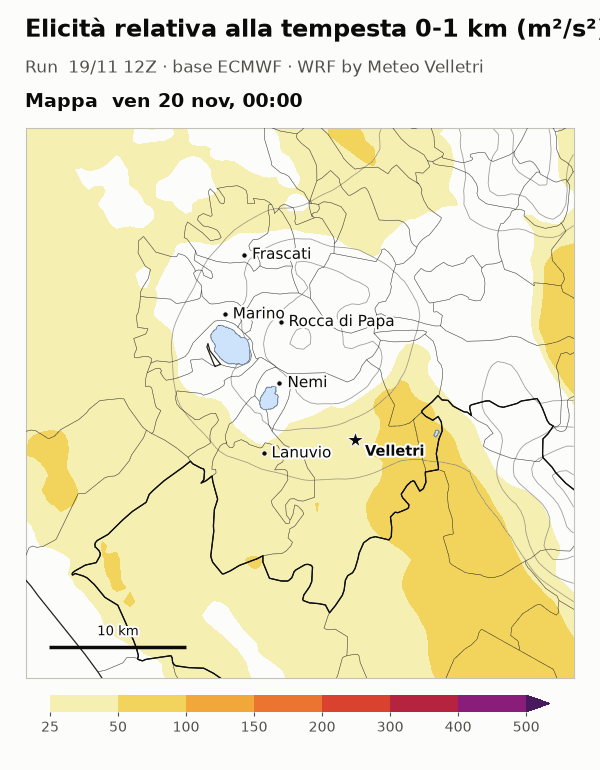 Elicità relativa alla tempesta 0-1 km (m²/s²)
Run 19/11 12Z · base ECMWF · WRF by Meteo Velletri
Mappa ven 20 nov, 00:00
Frascati
Marino
Rocca di Papa
Nemi
Lanuvio
Velletri
10 km
25 50 100 150 200 300 400 500